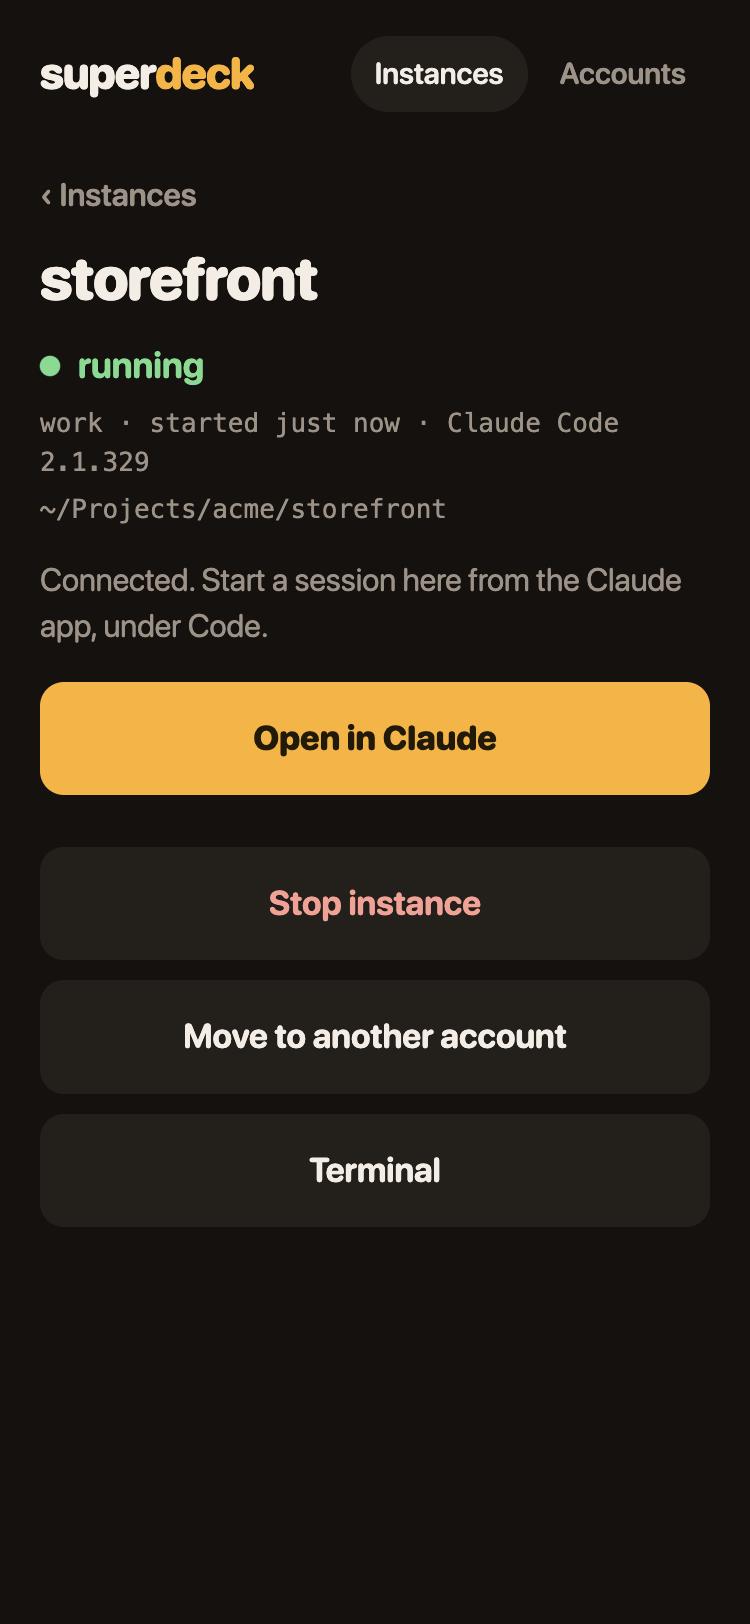 superdeck
Instances
Accounts
‹ Instances
storefront
running
work · started just now · Claude Code
2.1.329
~/Projects/acme/storefront
Connected. Start a session here from the Claude
app, under Code.
Open in Claude
Stop instance
Move to another account
Terminal